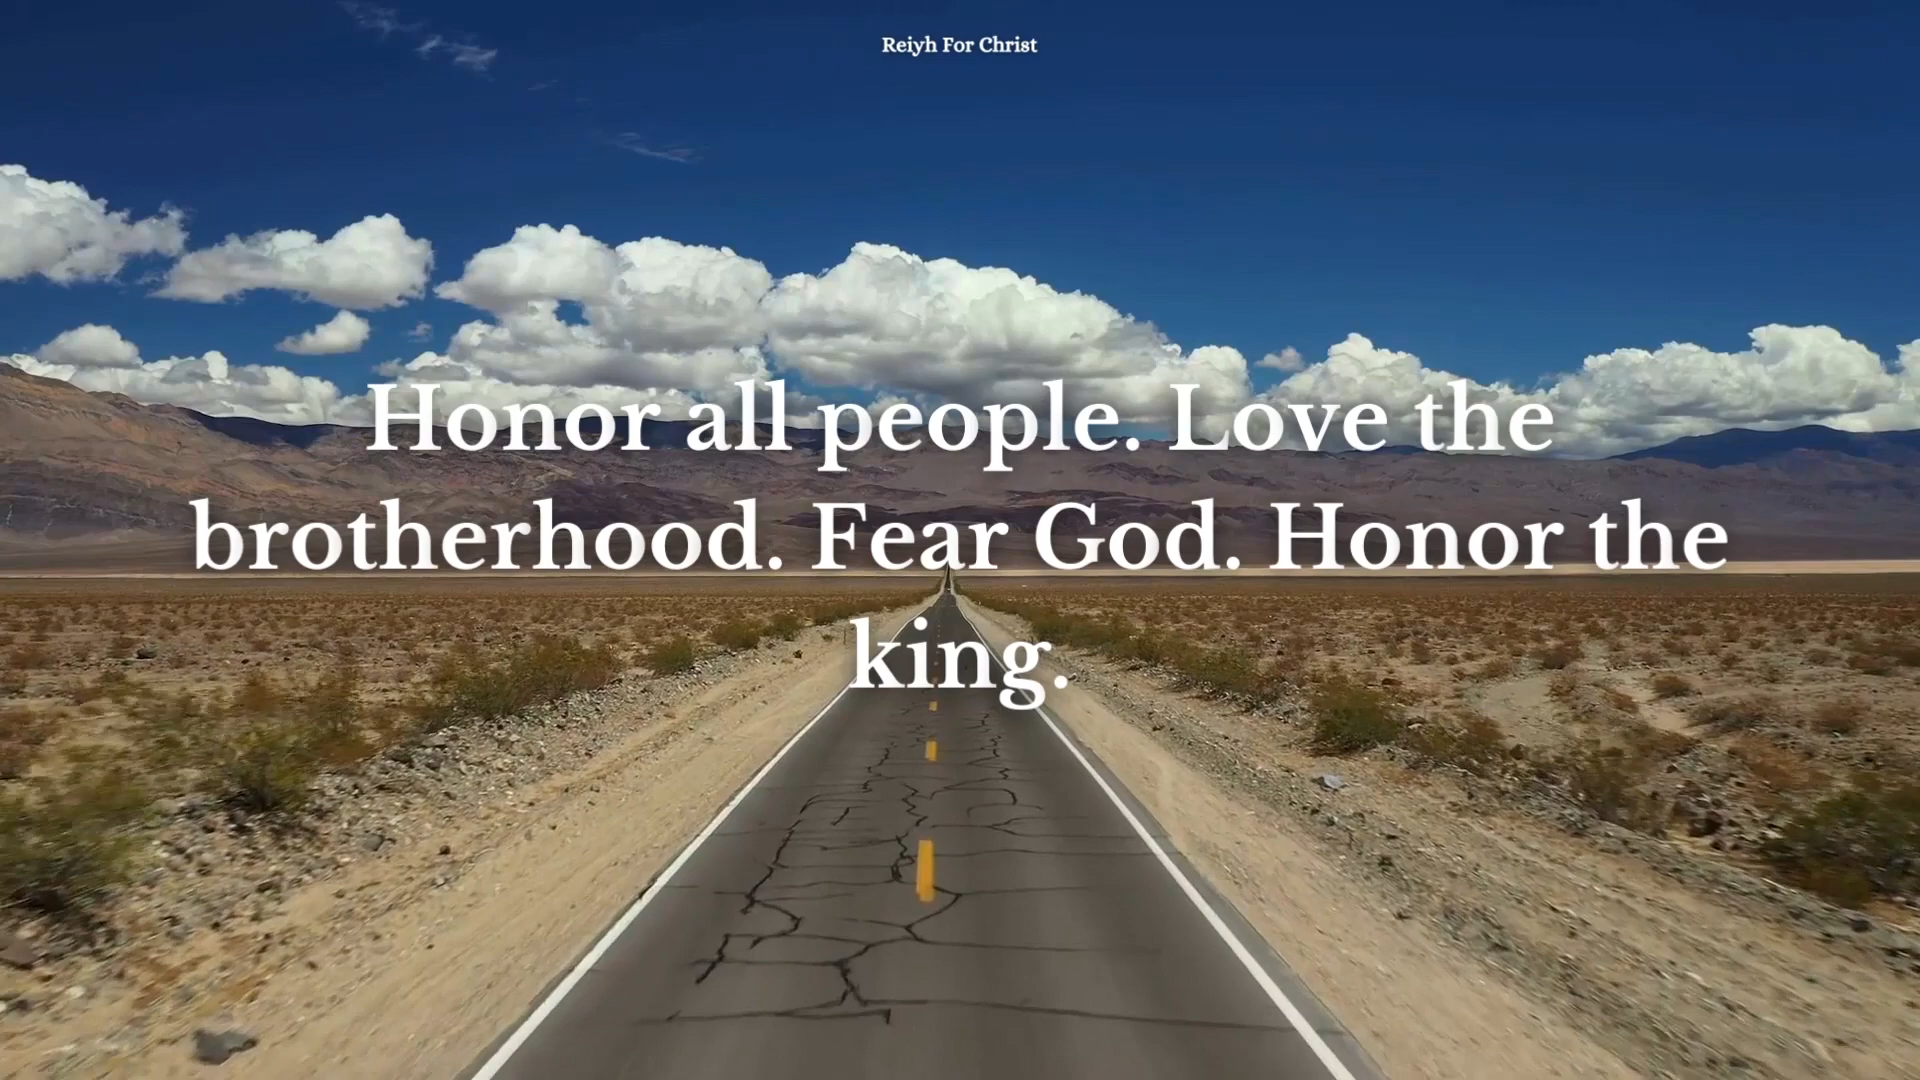 Reiyh For Christ
Honor all people. Love the
brotherhood. Fear God. Honor the
king.